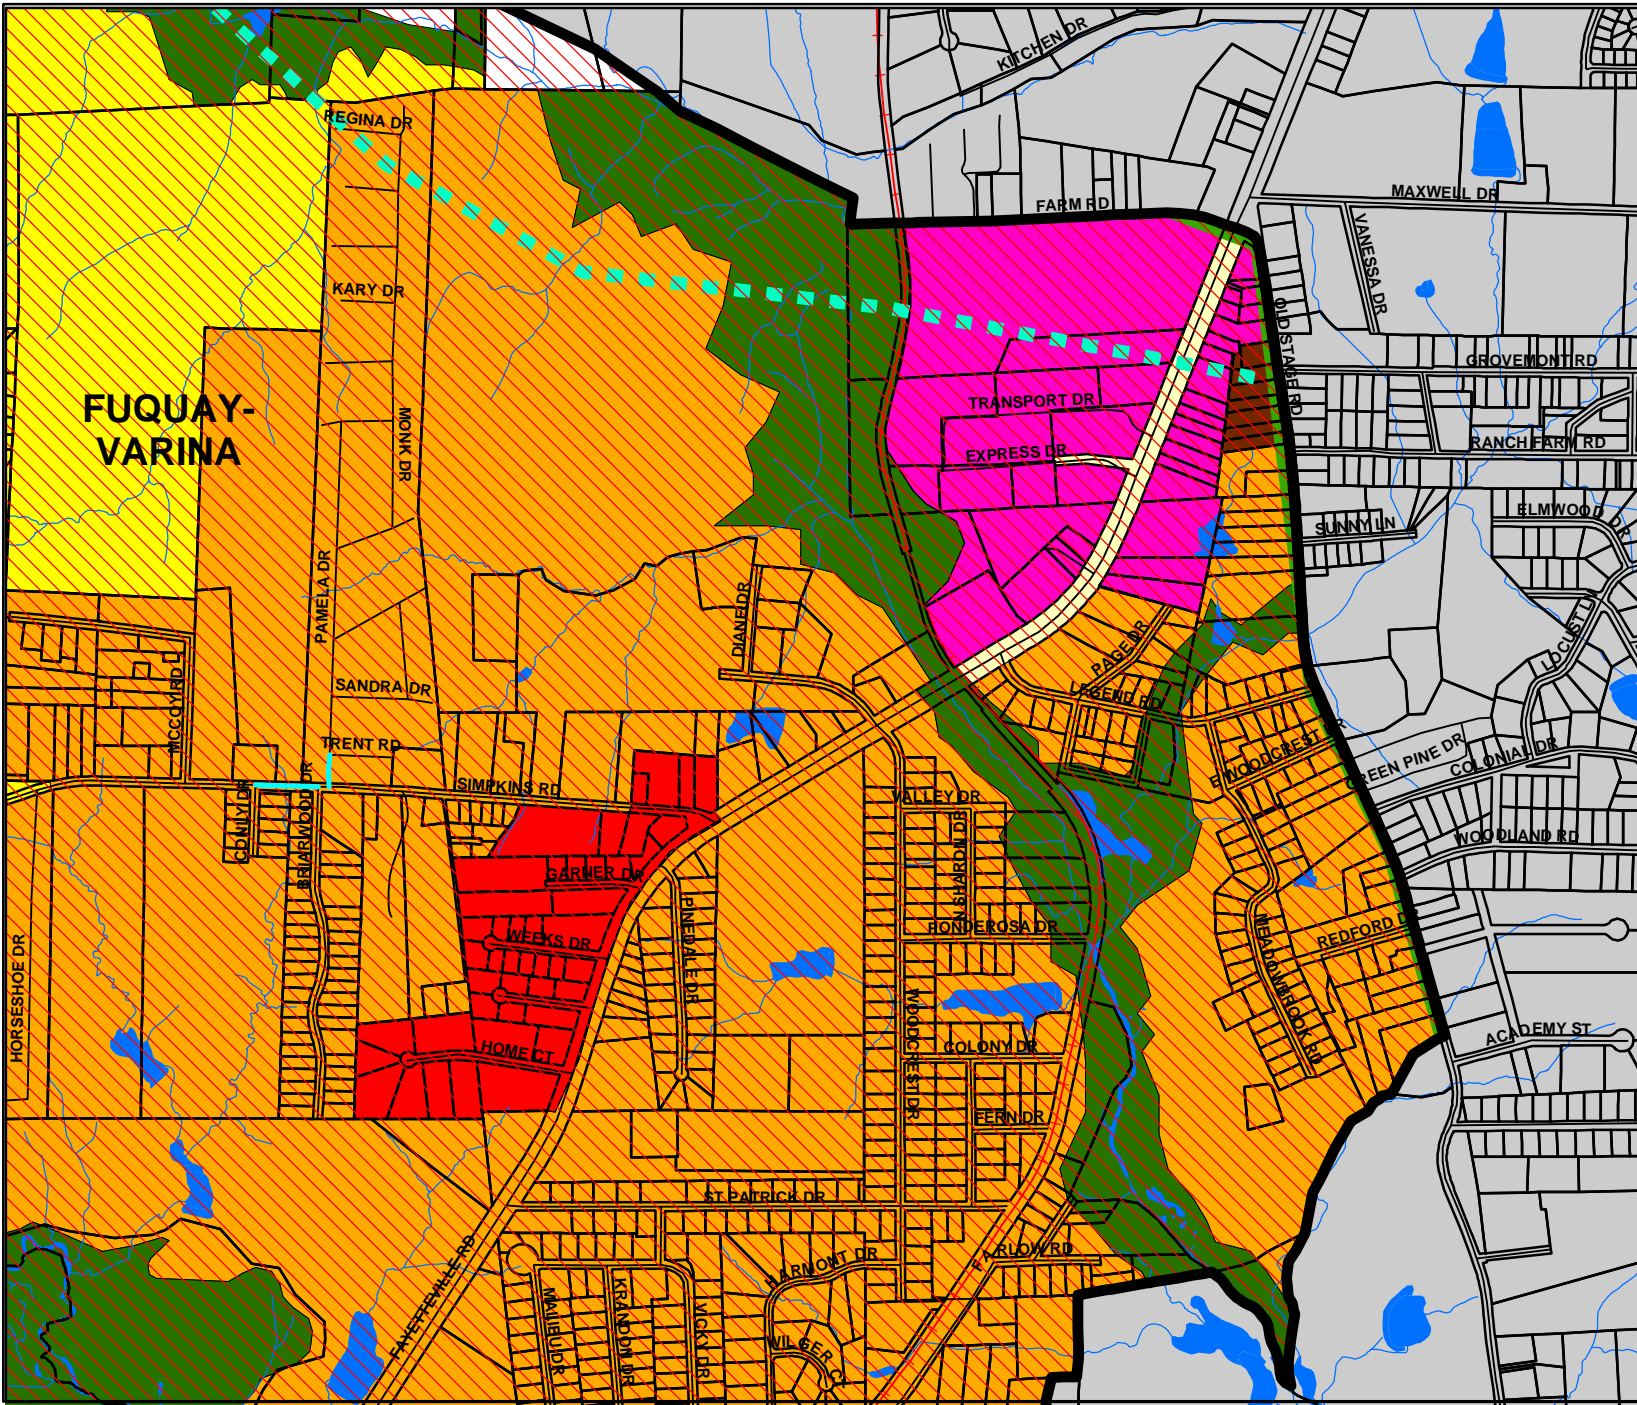 KITCHEN DR
REGINA DR
MAXWELL DR
FARM RD
VANESSA DR
KARY DR
OLD STAGE RD
GROVEMONT RD
FUQUAY-
VARINA
TRANSPORT DR
MONK DR
RANCH FARM RD
EXPRESS DR
SUNNY LN
ELMWOOD DR
PAMELA DR
DIANE DR
LOCUST L
PAGE DR
SANDRA DR
LEGEND RD
MCCOY RD
TRENT RD
E WOODCREST DR
GREEN PINE DR
COLONIAL DR
SIMPKINS RD
VALLEY DR
CONLY DR
BRIARWOOD DR
WOODLAND RD
N SHARON DR
GARNER DR
PINEDALE DR
PONDEROSA DR
REDFORD D
WEEKS DR
MEADOWBROOK RD
HORSESHOE DR
WOODCREST DR
ACADEMY ST
COLONY DR
HOME CT
FERN DR
ST PATRICK DR
FARLOW RD
HARMONT DR
FAYETTEVILLE RD
MALIBU DR
KRANDON DR
VICKY DR
WILGER CT